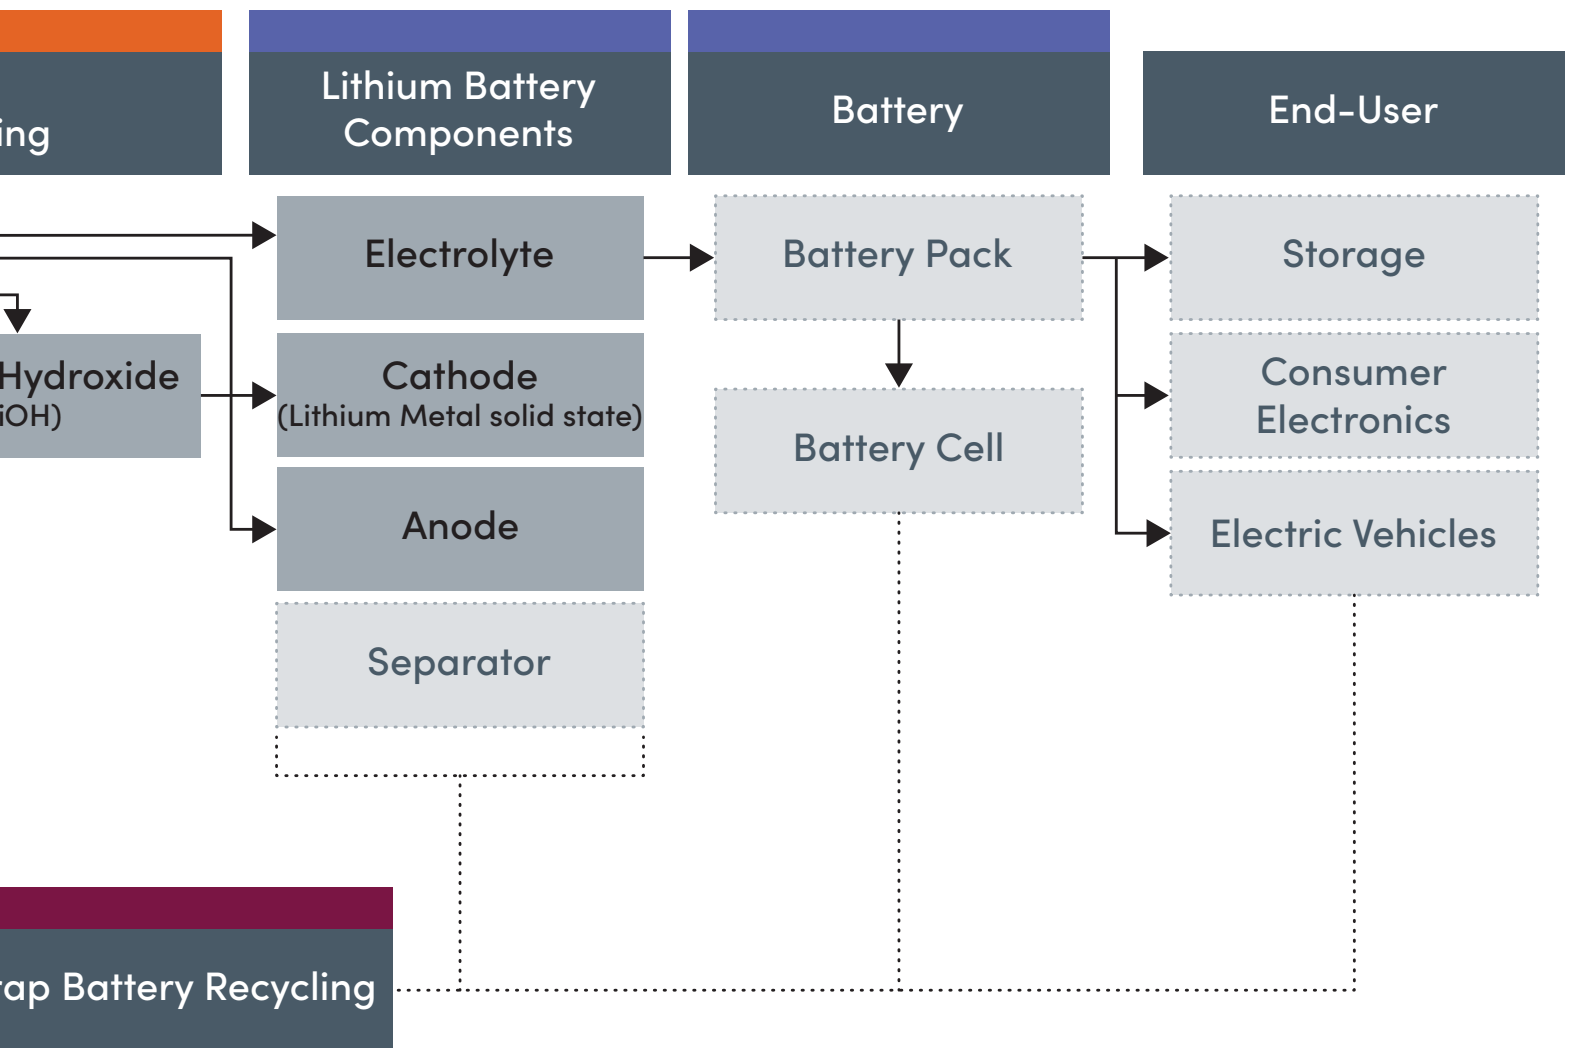 ing
Lithium Battery
Components
Battery
End-User
Electrolyte
Battery Pack
Storage
Hydroxide
iOH)
Cathode
(Lithium Metal solid state)
Consumer
Electronics
Battery Cell
Anode
Electric Vehicles
Separator
ap Battery Recycling